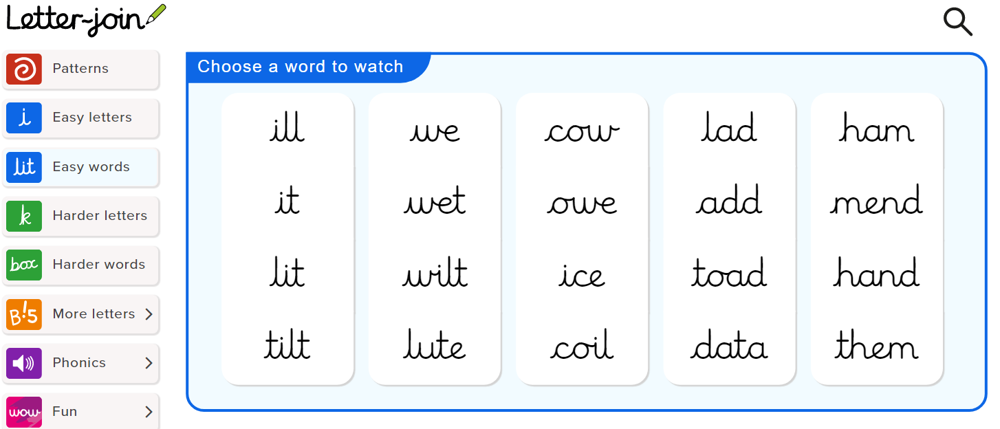 Letter-join
Patterns
i Easy letters
lit Easy words
k Harder letters
box Harder words
B!5 More letters
Phonics
wow Fun
Choose a word to watch
ill we cow lad ham
it wet owe add mend
lit wilt ice toad hand
tilt lute coil data them